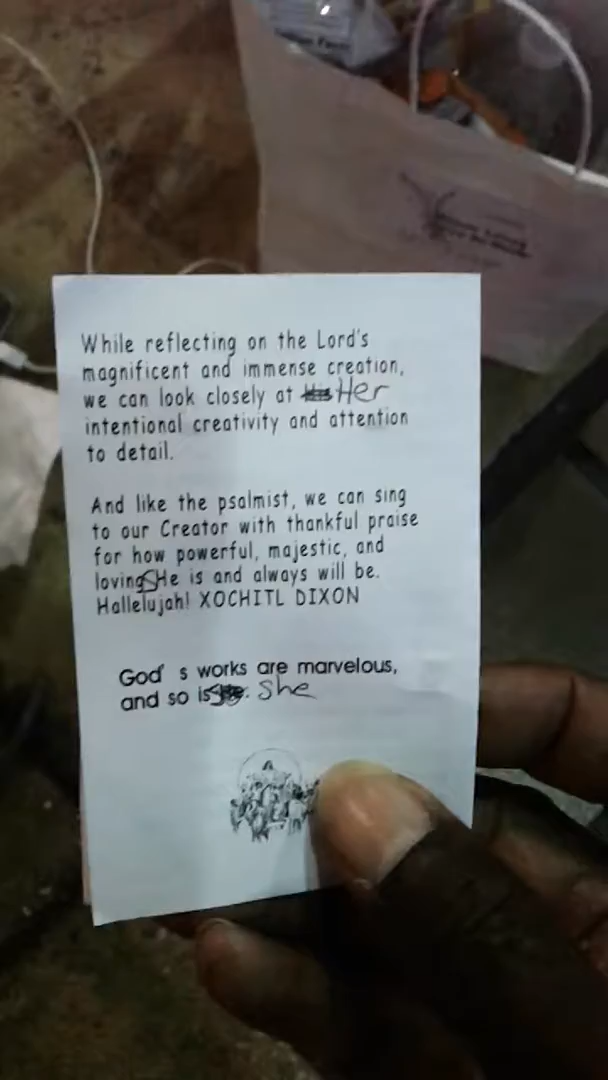 While reflecting on the Lord's
magnificent and immense creation,
we can look closely at His Her
intentional creativity and attention
to detail.
And like the psalmist, we can sing
to our Creator with thankful praise
for how powerful, majestic, and
loving SHe is and always will be.
Hallelujah! XOCHITL DIXON
God' s works are marvelous,
and so is She